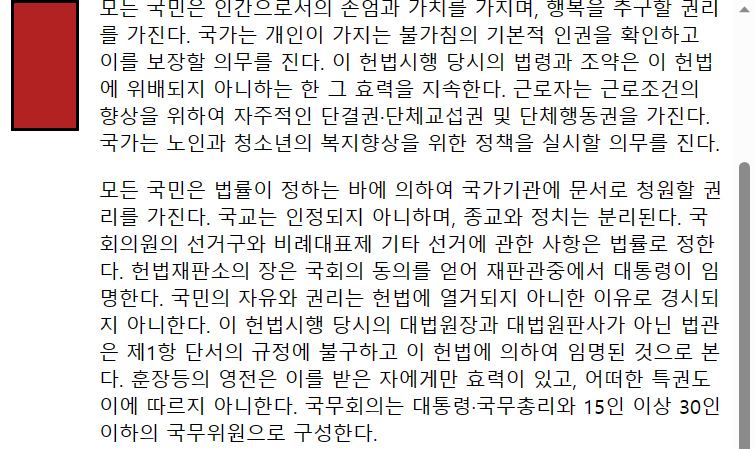 모든 국민은 인간으로서의 존엄과 가치를 가지며, 행복을 추구할 권리
를 가진다. 국가는 개인이 가지는 불가침의 기본적 인권을 확인하고
이를 보장할 의무를 진다. 이 헌법시행 당시의 법령과 조약은 이 헌법
에 위배되지 아니하는 한 그 효력을 지속한다. 근로자는 근로조건의
향상을 위하여 자주적인 단결권·단체교섭권 및 단체행동권을 가진다.
국가는 노인과 청소년의 복지향상을 위한 정책을 실시할 의무를 진다.
모든 국민은 법률이 정하는 바에 의하여 국가기관에 문서로 청원할 권
리를 가진다. 국교는 인정되지 아니하며, 종교와 정치는 분리된다. 국
회의원의 선거구와 비례대표제 기타 선거에 관한 사항은 법률로 정한
다. 헌법재판소의 장은 국회의 동의를 얻어 재판관중에서 대통령이 임
명한다. 국민의 자유와 권리는 헌법에 열거되지 아니한 이유로 경시되
지 아니한다. 이 헌법시행 당시의 대법원장과 대법원판사가 아닌 법관
은 제1항 단서의 규정에 불구하고 이 헌법에 의하여 임명된 것으로 본
다. 훈장등의 영전은 이를 받은 자에게만 효력이 있고, 어떠한 특권도
이에 따르지 아니한다. 국무회의는 대통령·국무총리와 15인 이상 30인
이하의 국무위원으로 구성한다.